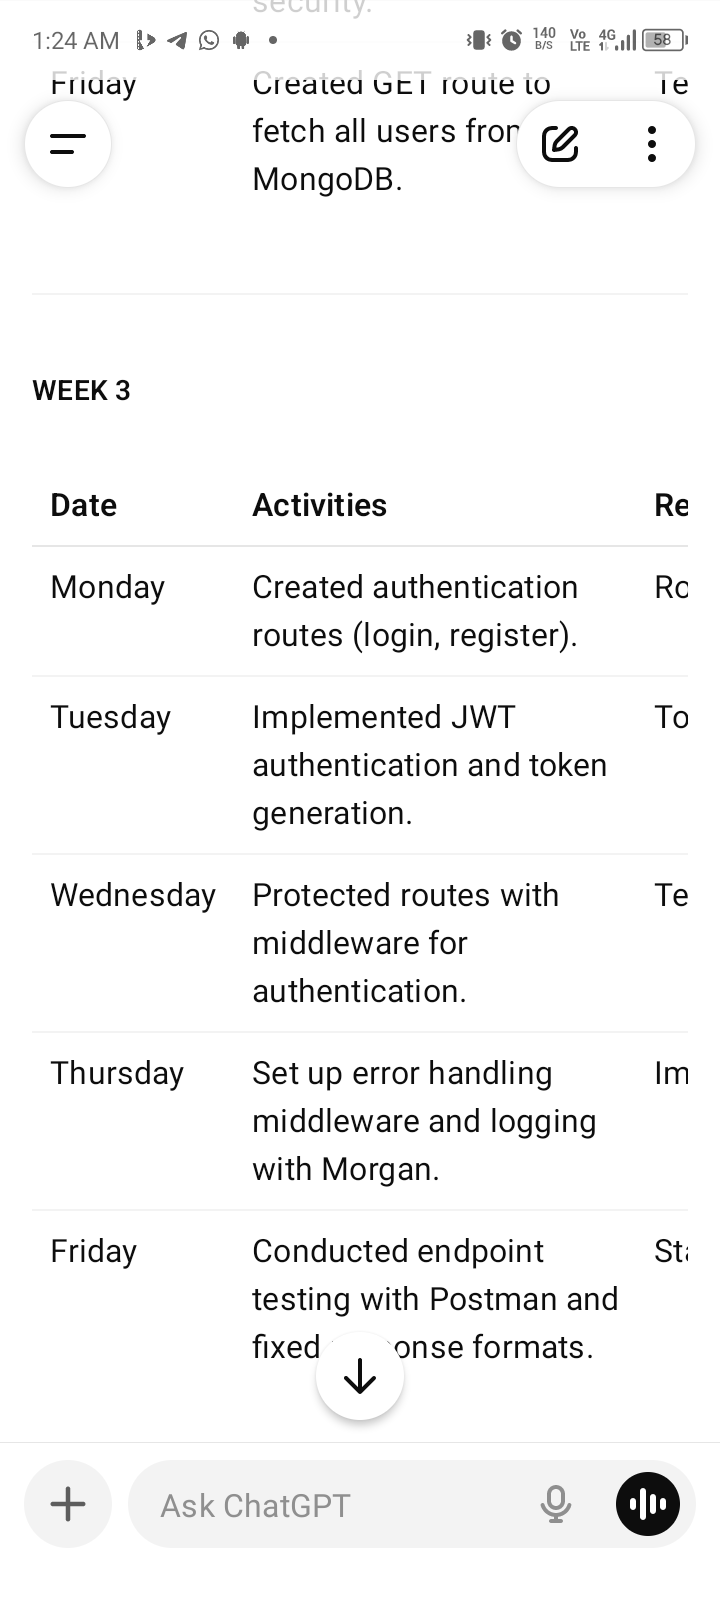 security.
1:24 AM 140 B/S Vo LTE 4G 58
Friday Created GET route to Te
fetch all users from
MongoDB.
WEEK 3
Date Activities Re
Monday Created authentication Ro
routes (login, register).
Tuesday Implemented JWT To
authentication and token
generation.
Wednesday Protected routes with Te
middleware for
authentication.
Thursday Set up error handling Im
middleware and logging
with Morgan.
Friday Conducted endpoint Sta
testing with Postman and
fixed formats.
Ask ChatGPT